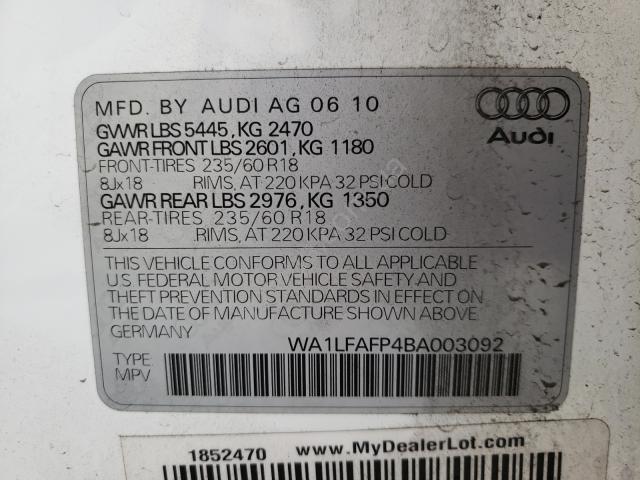 MFD. BY AUDI AG 06 10
GVWR LBS 5445, KG 2470
GAWR FRONT LBS 2601, KG 1180
FRONT-TIRES 235/60 R18
8Jx18 RIMS, AT 220 KPA 32 PSI COLD
GAWR REAR LBS 2976, KG 1350
REAR-TIRES 235/60 R18
8Jx18 RIMS, AT 220 KPA 32 PSI COLD
Audi
THIS VEHICLE CONFORMS TO ALL APPLICABLE
U.S. FEDERAL MOTOR VEHICLE SAFETY AND
THEFT PREVENTION STANDARDS IN EFFECT ON
THE DATE OF MANUFACTURE SHOWN ABOVE
GERMANY
WA1LFAFP4BA003092
TYPE
MPV
1852470 www.MyDealerLot.com